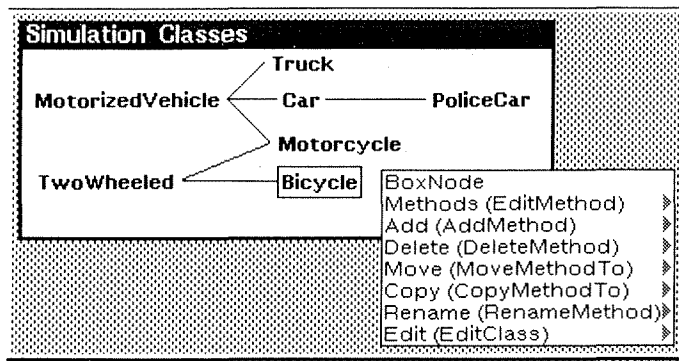 Simulation Classes
Truck
MotorizedVehicle Car PoliceCar
Motorcycle
TwoWheeled Bicycle
BoxNode
Methods (EditMethod)
Add (AddMethod)
Delete (DeleteMethod)
Move (MoveMethodTo)
Copy (CopyMethodTo)
Rename (RenameMethod)
Edit (EditClass)